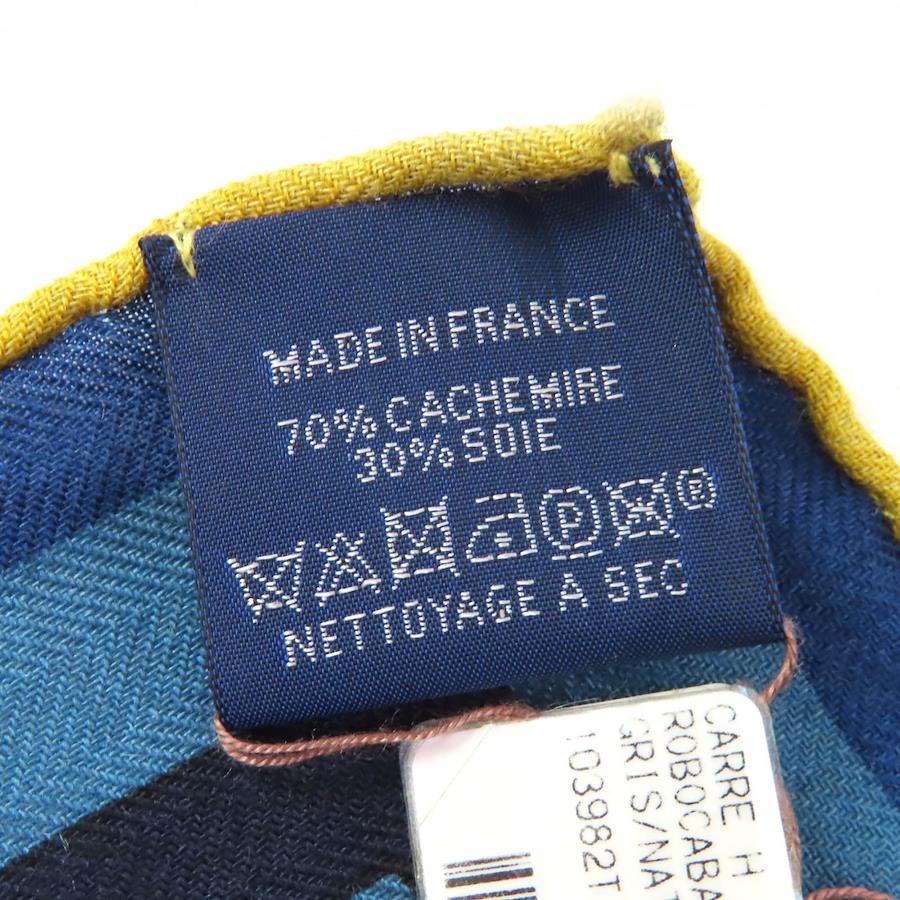 MADE IN FRANCE
70% CACHEMIRE
30% SOIE
P
®
NETTOYAGE A SEC
CARRE H
ROBOCABA
GRIS/NAT
103982T